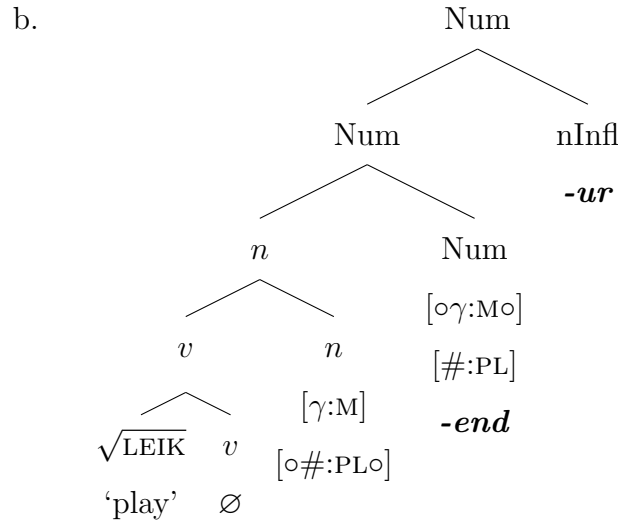 b.
Num
Num nInfl
-ur
n Num
[∘γ:M∘]
v n [#:PL]
[γ:M] -end
√LEIK v [∘#:PL∘]
‘play’ ∅